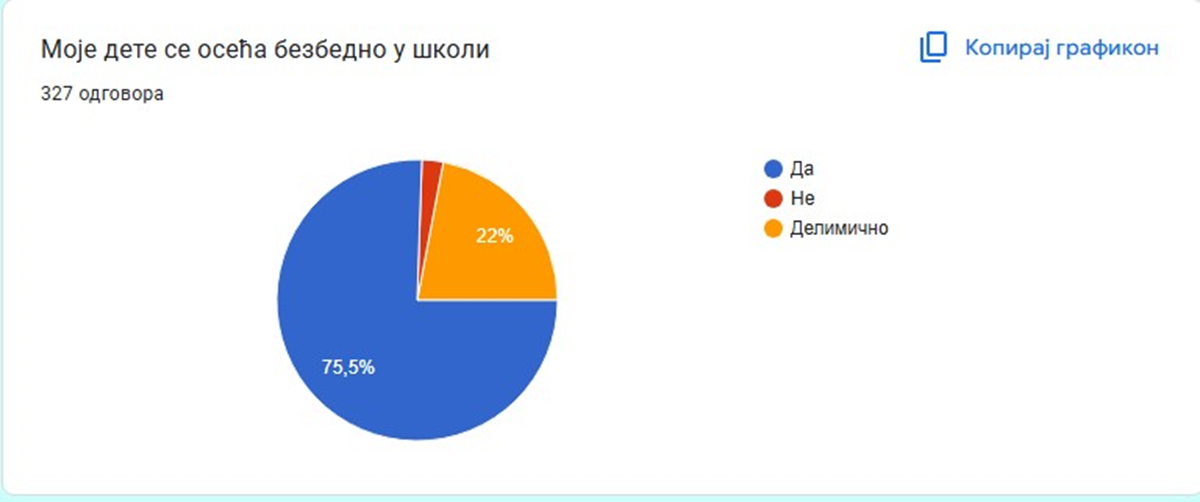 Моје дете се осећа безбедно у школи
Копирај графикон
327 одговора
Да
Не
Делимично
22%
75,5%